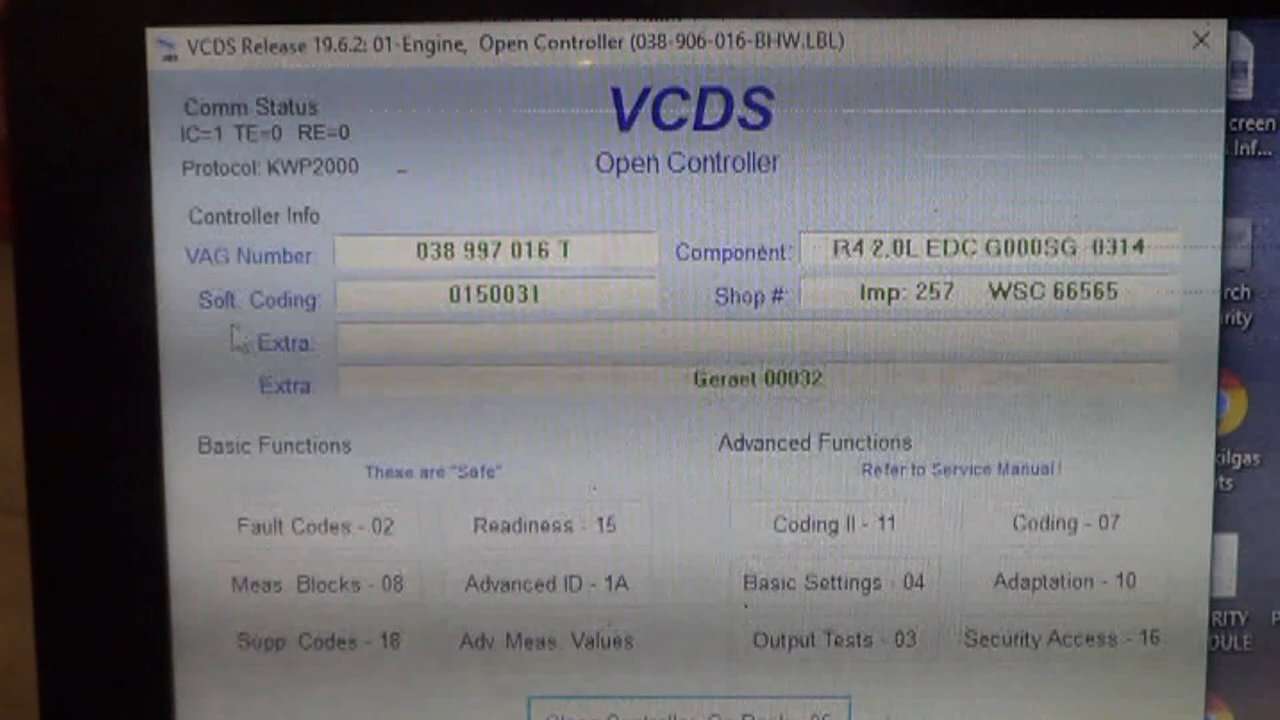 VCDS Release 19.6.2: 01-Engine, Open Controller (038-906-016-BHW.LBL)
VCDS
Open Controller
Comm Status
IC=1 TE=0 RE=0
Protocol: KWP2000
Controller Info
VAG Number: 038 997 016 T Component: R4 2.0L EDC G000SG 0314
Soft. Coding: 0150031 Shop #: Imp: 257 WSC 66565
Extra:
Extra: Geraet 00032
Basic Functions Advanced Functions
These are "Safe" Refer to Service Manual!
Fault Codes - 02 Readiness - 15 Coding II - 11 Coding - 07
Meas. Blocks - 08 Advanced ID - 1A Basic Settings - 04 Adaptation - 10
Supp. Codes - 18 Adv. Meas. Values Output Tests - 03 Security Access - 16
creen
Inf...